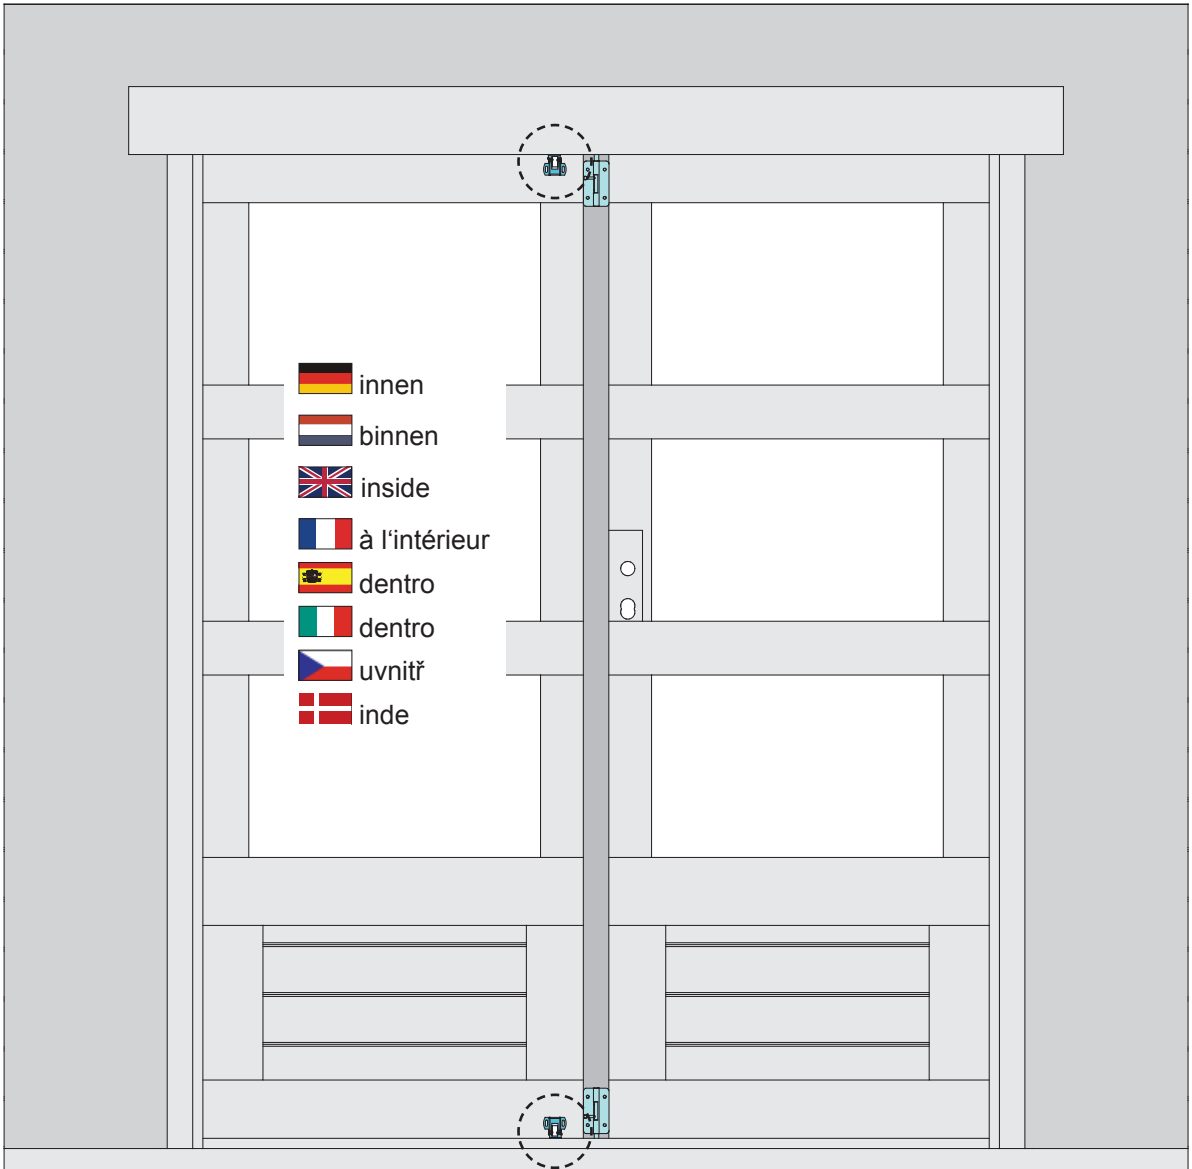 innen
binnen
inside
à l‘intérieur
dentro
dentro
uvnitř
inde